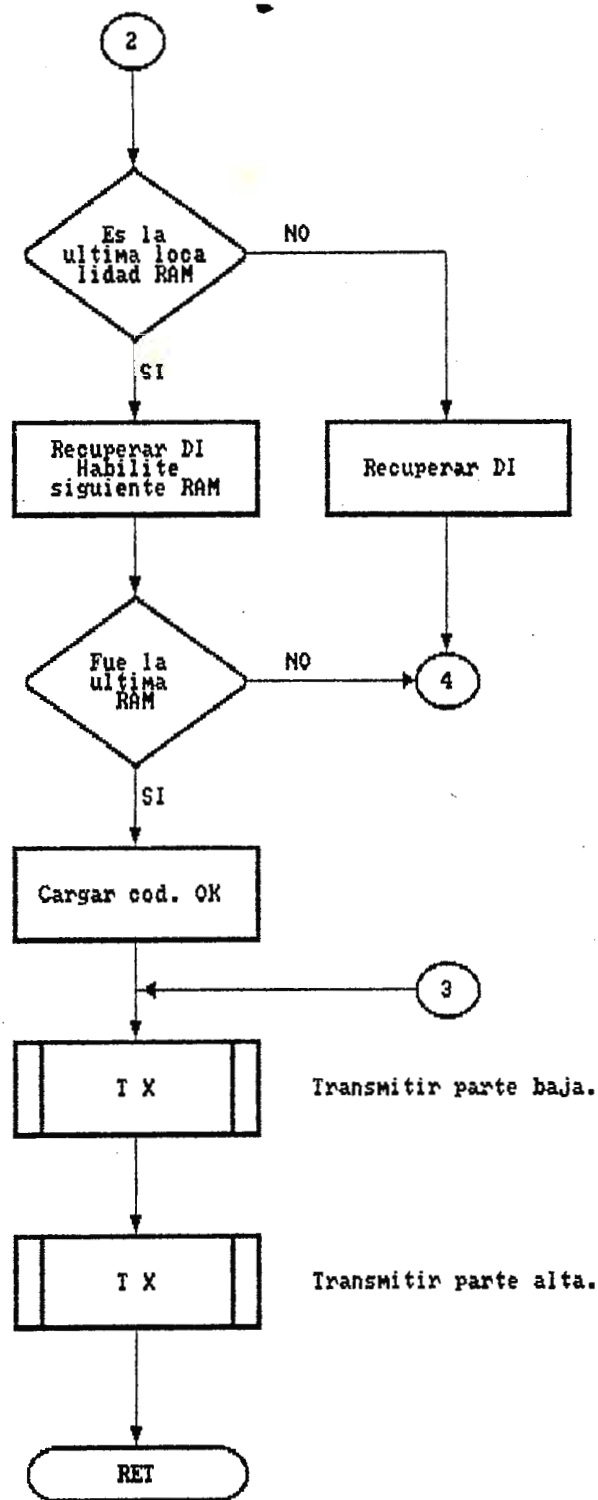 2
Es la
ultima loca
lidad RAM
NO
SI
Recuperar DI
Habilite
siguiente RAM
Recuperar DI
Fue la
ultima
RAM
NO
4
SI
Cargar cod. OK
3
T X
Transmitir parte baja.
T X
Transmitir parte alta.
RET